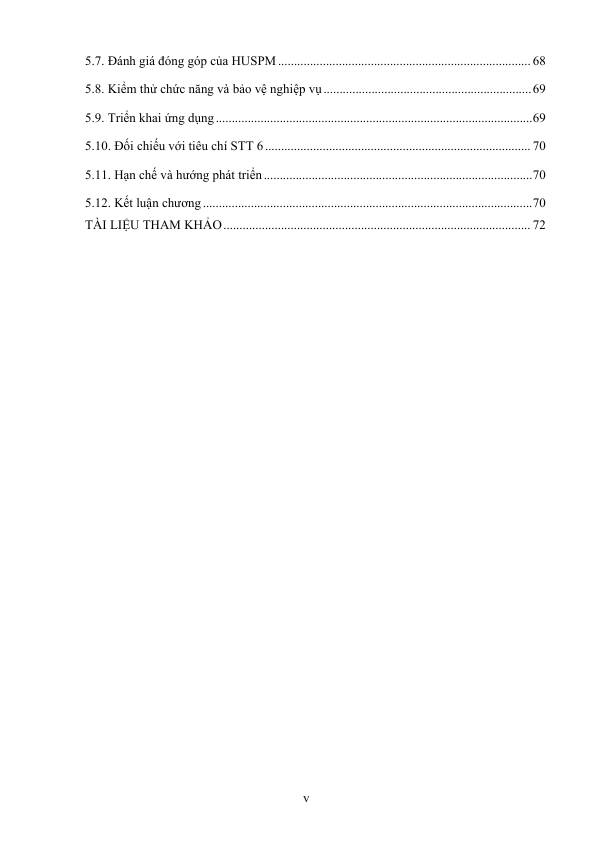 5.7. Đánh giá đóng góp của HUSPM ................................................................................ 68
5.8. Kiểm thử chức năng và bảo vệ nghiệp vụ ................................................................. 69
5.9. Triển khai ứng dụng ................................................................................................... 69
5.10. Đối chiếu với tiêu chí STT 6 ................................................................................... 70
5.11. Hạn chế và hướng phát triển .................................................................................... 70
5.12. Kết luận chương ....................................................................................................... 70
TÀI LIỆU THAM KHẢO ................................................................................................ 72
v